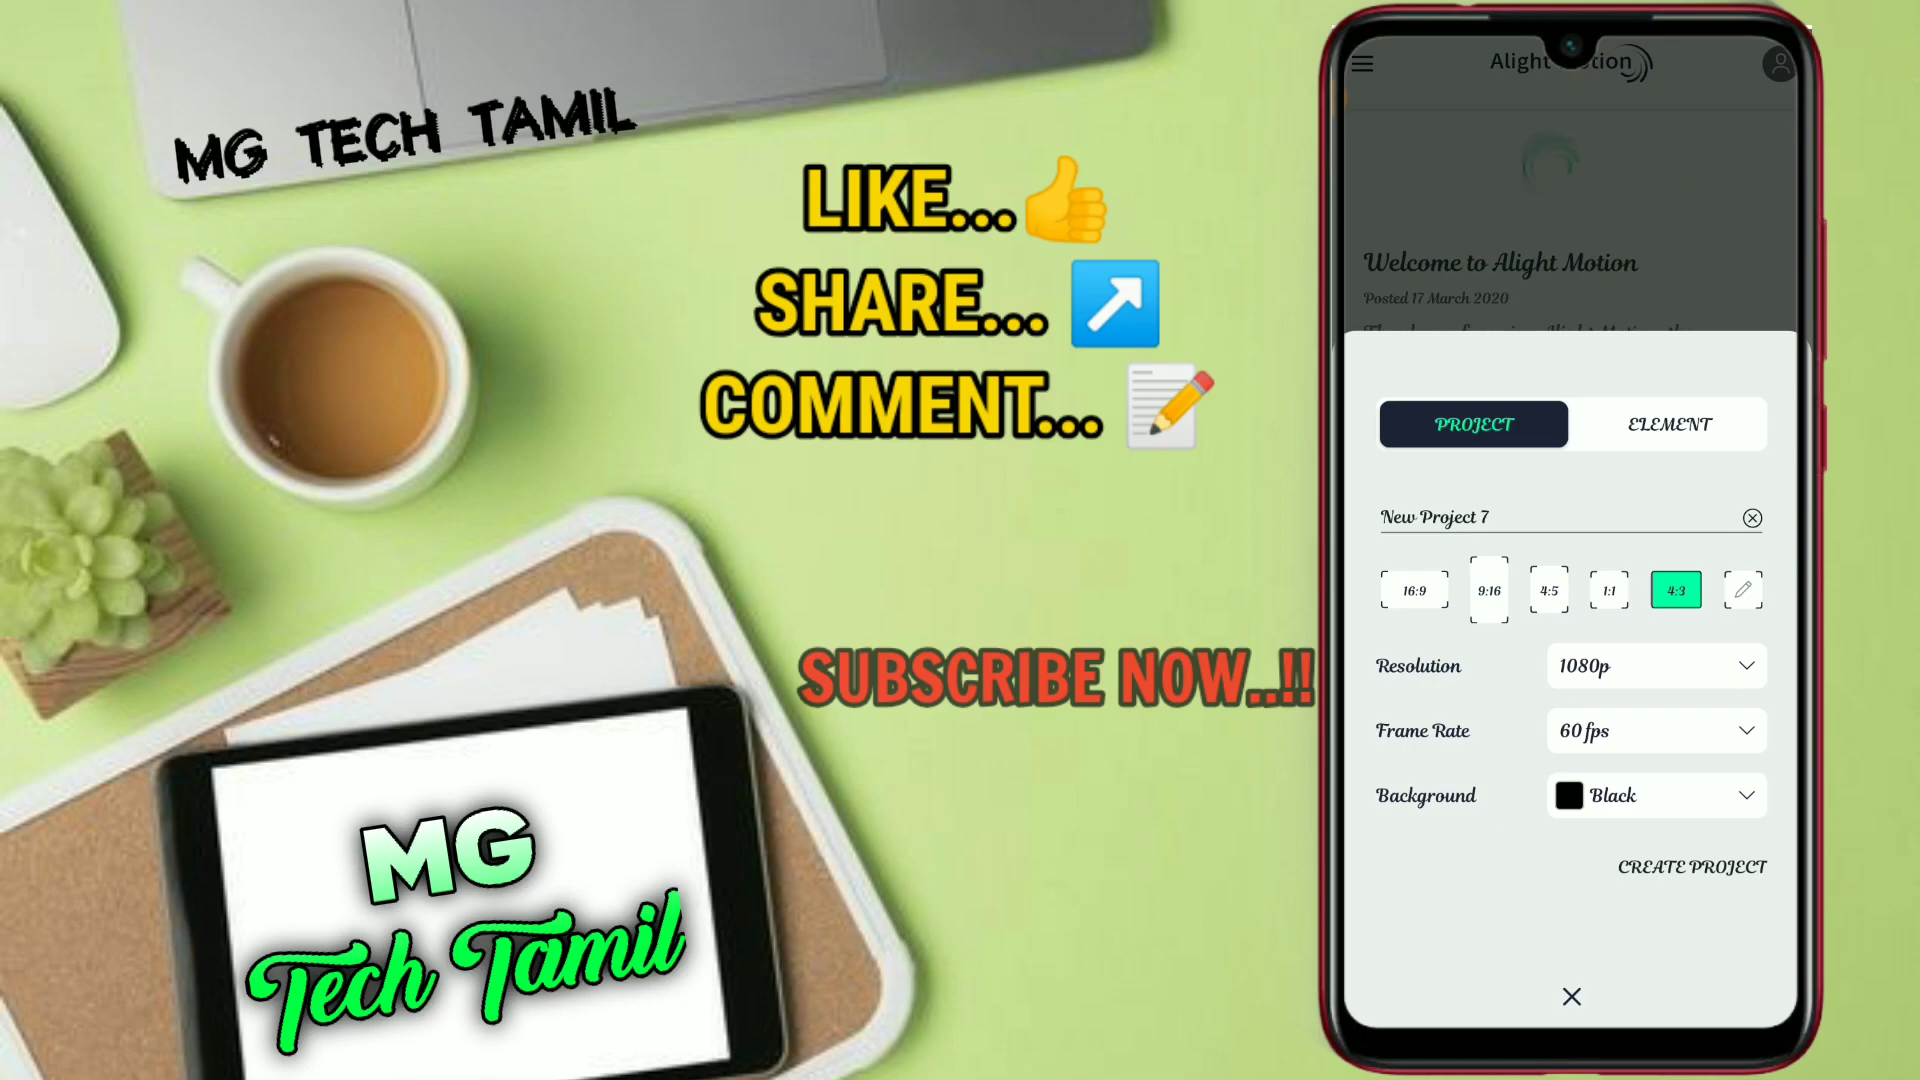 MG TECH TAMIL
LIKE...👍
SHARE... ↗
COMMENT... 📝
SUBSCRIBE NOW..!!
MG
Tech Tamil
Alight Motion
Welcome to Alight Motion
Posted 17 March 2020
PROJECT ELEMENT
New Project 7
16:9 9:16 4:5 1:1 4:3
Resolution 1080p
Frame Rate 60 fps
Background Black
CREATE PROJECT